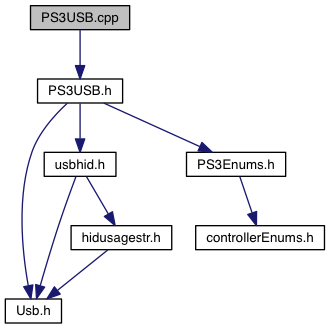 PS3USB.cpp
PS3USB.h
usbhid.h
PS3Enums.h
hidusagestr.h
controllerEnums.h
Usb.h